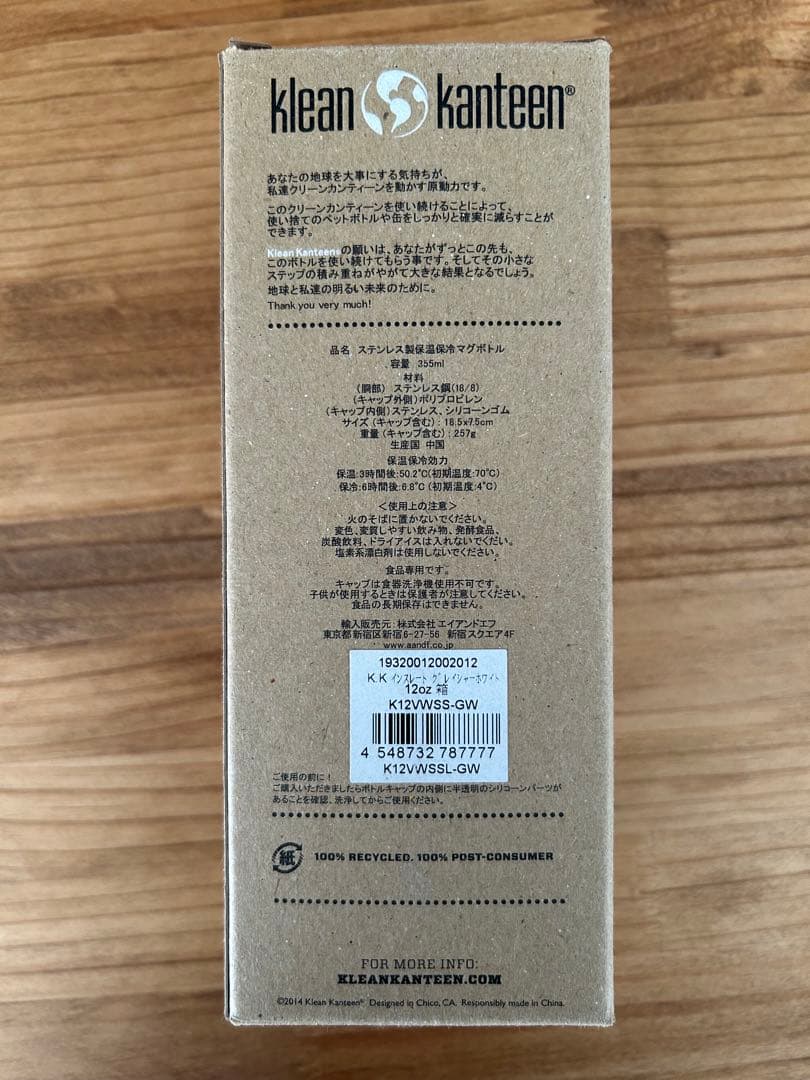 klean kanteen®
あなたの地球を大事にする気持ちが、
私達クリーンカンティーンを動かす原動力です。
このクリーンカンティーンを使い続けることによって、
使い捨てのペットボトルや缶をしっかりと確実に減らすことが
できます。
Klean Kanteen®の願いは、あなたがずっとこの先も、
このボトルを使い続けてもらう事です。そしてその小さな
ステップの積み重ねがやがて大きな結果となるでしょう。
地球と私達の明るい未来のために。
Thank you very much!
品名 ステンレス製保温保冷マグボトル
容量 355ml
材料
(胴部) ステンレス鋼(18/8)
(キャップ外側)ポリプロピレン
(キャップ内側)ステンレス、シリコーンゴム
サイズ(キャップ含む):18.5x7.5cm
重量(キャップ含む):257g
生産国 中国
保温保冷効力
保温:3時間後:50.2℃(初期温度:70℃)
保冷:6時間後:6.8℃(初期温度:4℃)
<使用上の注意>
火のそばに置かないでください。
変色、変質しやすい飲み物、発酵食品、
炭酸飲料、ドライアイスは入れないでくだい。
塩素系漂白剤は使用しないでください。
食品専用です。
キャップは食器洗浄機使用不可です。
子供が使用するときは保護者が注意してください。
食品の長期保存はできません。
輸入販売元:株式会社エイアンドエフ
東京都新宿区新宿6-27-56 新宿スクエア4F
www.aandf.co.jp
19320012002012
K.K インスレート グレイシャーホワイト
12oz 箱
K12VWSS-GW
4 548732 787777
K12VWSSL-GW
ご使用の前に!
ご購入いただきましたらボトルキャップの内側に半透明のシリコーンパーツが
あることを確認、洗浄してからご使用ください。
紙 100% RECYCLED. 100% POST-CONSUMER
FOR MORE INFO:
KLEANKANTEEN.COM
©2014 Klean Kanteen® Designed in Chico, CA. Responsibly made in China.